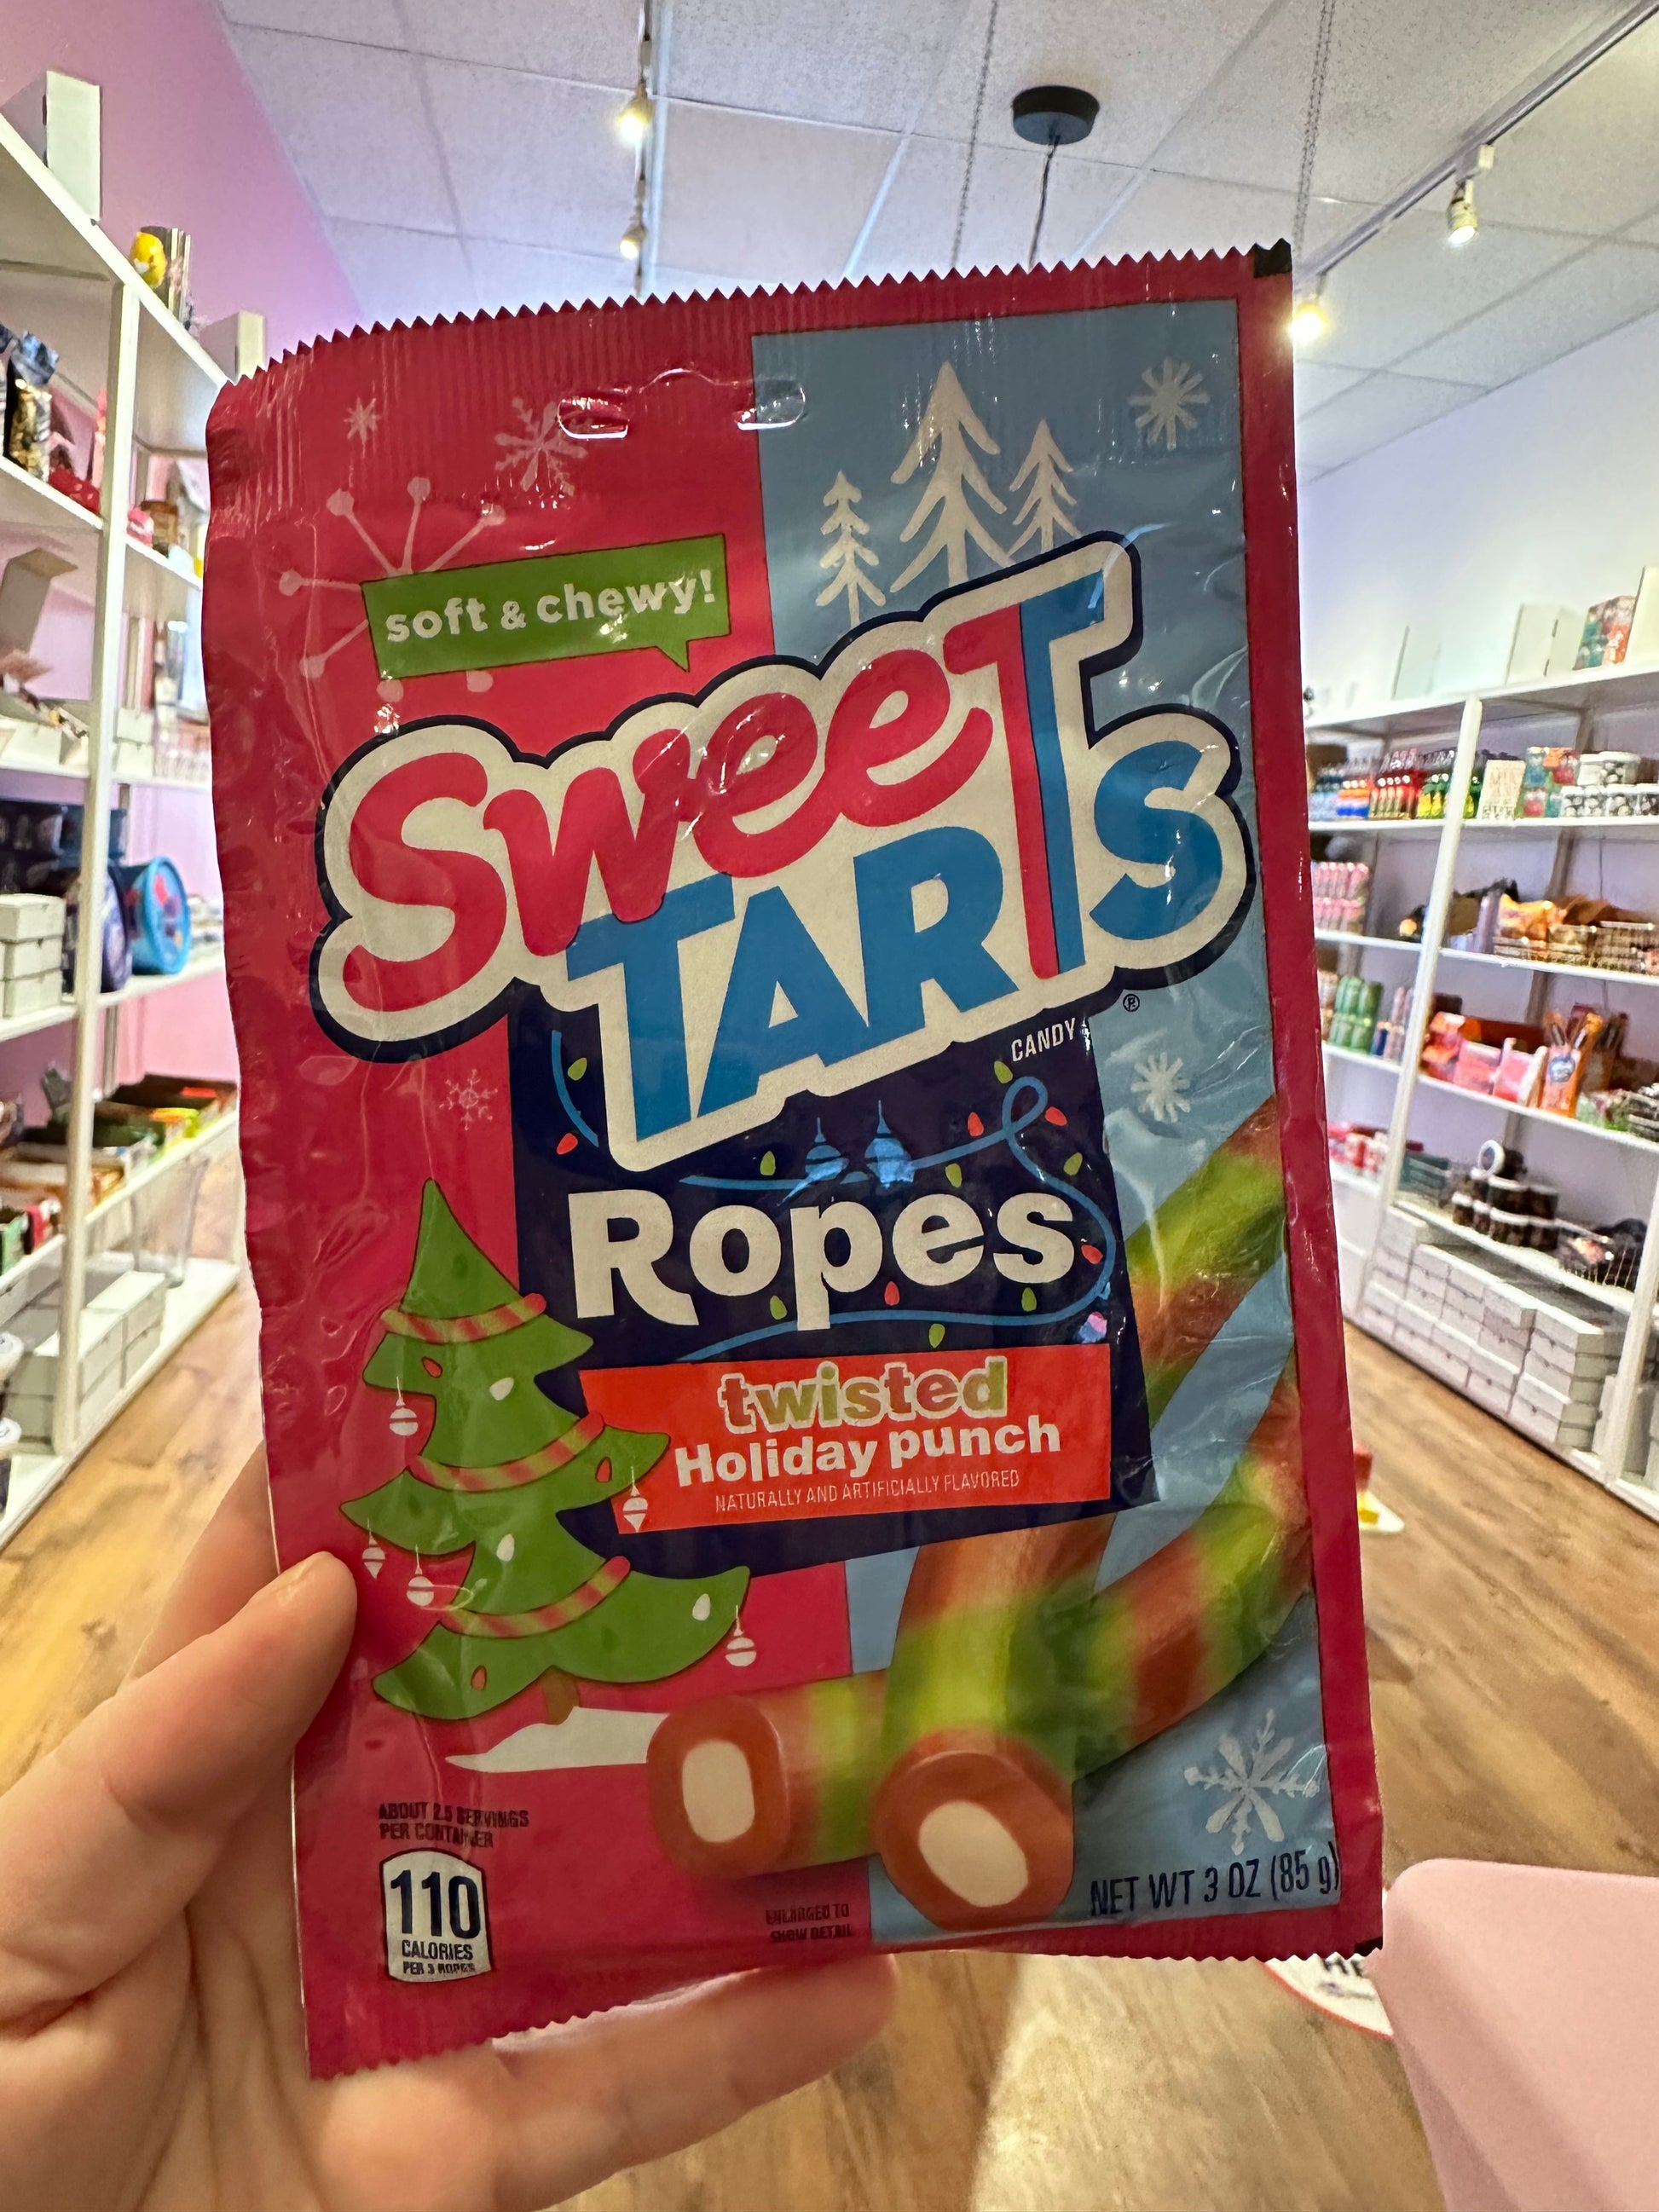 soft & chewy!
SweeTARTS
®
CANDY
Ropes
twisted
Holiday punch
NATURALLY AND ARTIFICIALLY FLAVORED
ABOUT 2.5 SERVINGS
PER CONTAINER
110
CALORIES
PER 3 ROPES
ENLARGED TO
SHOW DETAIL
NET WT 3 OZ (85 g)